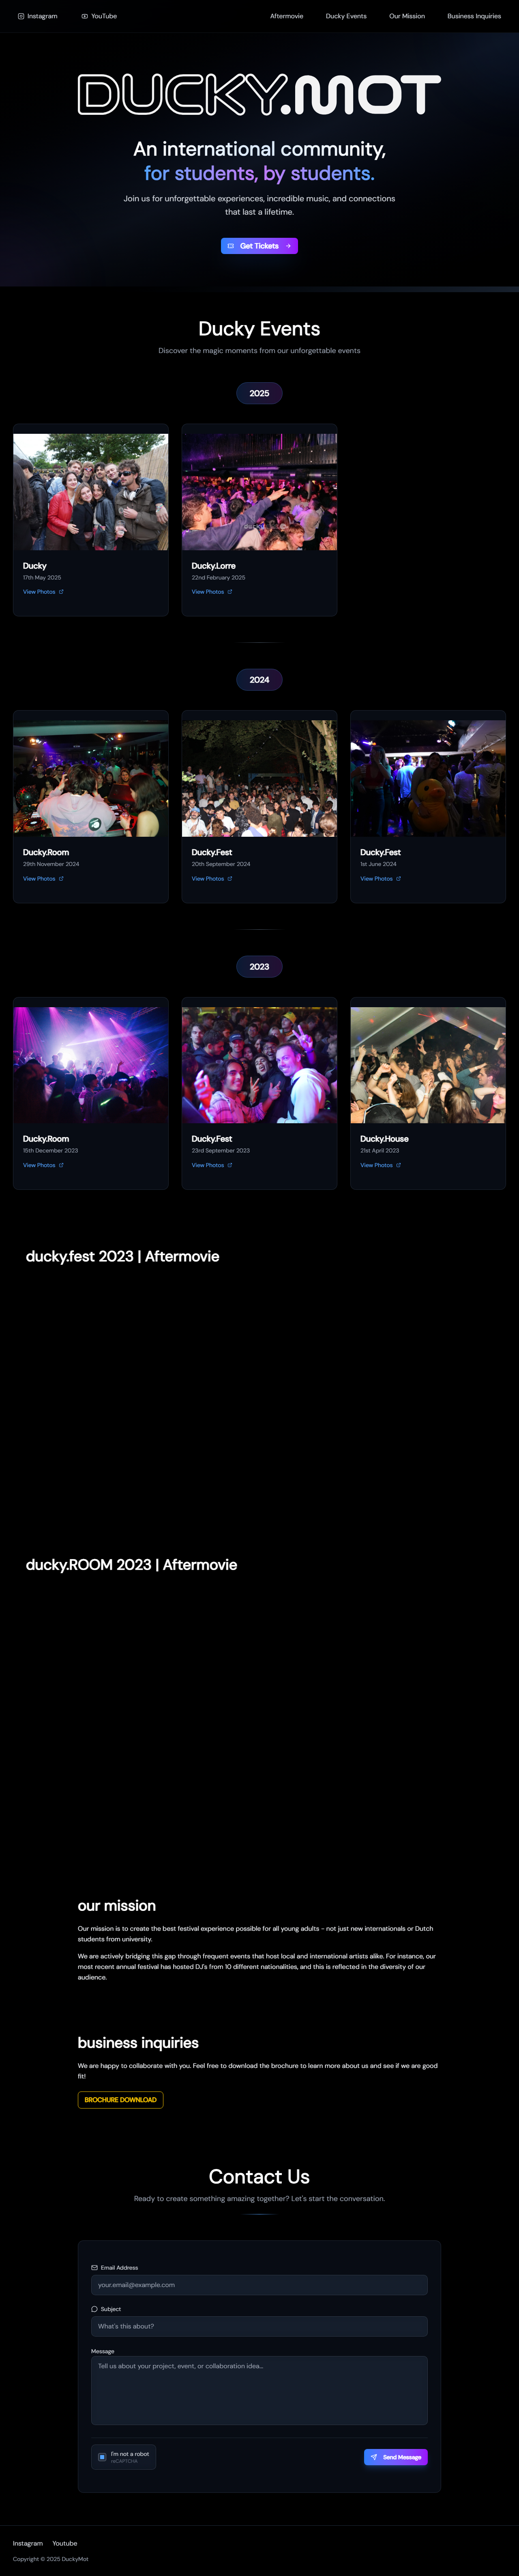 Instagram
YouTube
Aftermovie
Ducky Events
Our Mission
Business Inquiries
DUCKY.MOT
An international community,
for students, by students.
Join us for unforgettable experiences, incredible music, and connections
that last a lifetime.
Get Tickets
Ducky Events
Discover the magic moments from our unforgettable events
2025
Ducky
17th May 2025
View Photos
Ducky.Lorre
22nd February 2025
View Photos
2024
Ducky.Room
29th November 2024
View Photos
Ducky.Fest
20th September 2024
View Photos
Ducky.Fest
1st June 2024
View Photos
2023
Ducky.Room
15th December 2023
View Photos
Ducky.Fest
23rd September 2023
View Photos
Ducky.House
21st April 2023
View Photos
ducky.fest 2023 | Aftermovie
ducky.ROOM 2023 | Aftermovie
our mission
Our mission is to create the best festival experience possible for all young adults - not just new internationals or Dutch
students from university.
We are actively bridging this gap through frequent events that host local and international artists alike. For instance, our
most recent annual festival has hosted DJ's from 10 different nationalities, and this is reflected in the diversity of our
audience.
business inquiries
We are happy to collaborate with you. Feel free to download the brochure to learn more about us and see if we are good
fit!
BROCHURE DOWNLOAD
Contact Us
Ready to create something amazing together? Let's start the conversation.
Email Address
your.email@example.com
Subject
What's this about?
Message
Tell us about your project, event, or collaboration idea...
I'm not a robot
reCAPTCHA
Send Message
Instagram
Youtube
Copyright © 2025 DuckyMot